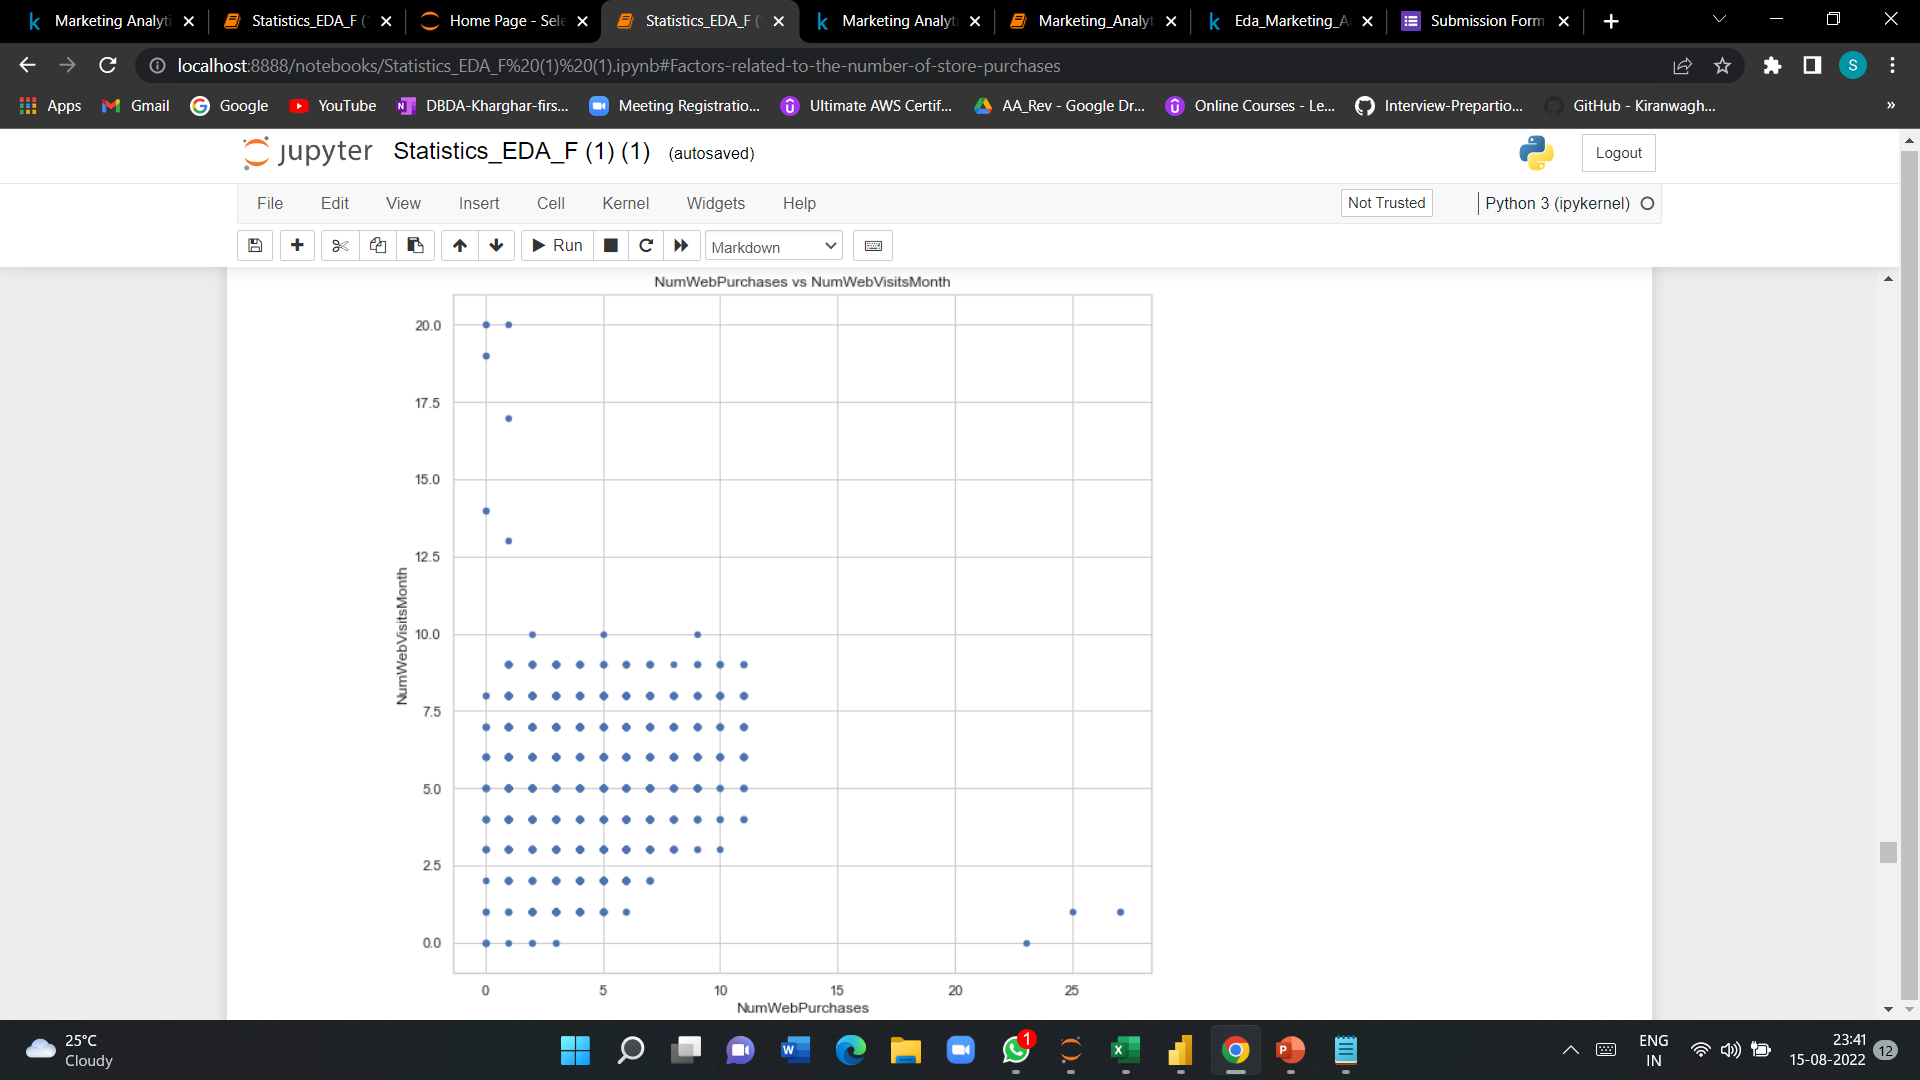 Marketing Analyti
Statistics_EDA_F (
Home Page - Sele
Statistics_EDA_F (
Marketing Analyti
Marketing_Analyt
Eda_Marketing_A
Submission Form
localhost:8888/notebooks/Statistics_EDA_F%20(1)%20(1).ipynb#Factors-related-to-the-number-of-store-purchases
S
Apps
Gmail
Google
YouTube
DBDA-Kharghar-firs...
Meeting Registratio...
Ultimate AWS Certif...
AA_Rev - Google Dr...
Online Courses - Le...
Interview-Prepartio...
GitHub - Kiranwagh...
»
jupyter Statistics_EDA_F (1) (1) (autosaved)
Logout
File Edit View Insert Cell Kernel Widgets Help
Not Trusted
Python 3 (ipykernel)
Run
Markdown
NumWebPurchases vs NumWebVisitsMonth
20.0
17.5
15.0
12.5
10.0
7.5
5.0
2.5
0.0
NumWebVisitsMonth
0 5 10 15 20 25
NumWebPurchases
25°C
Cloudy
1
ENG
IN
23:41
15-08-2022
12